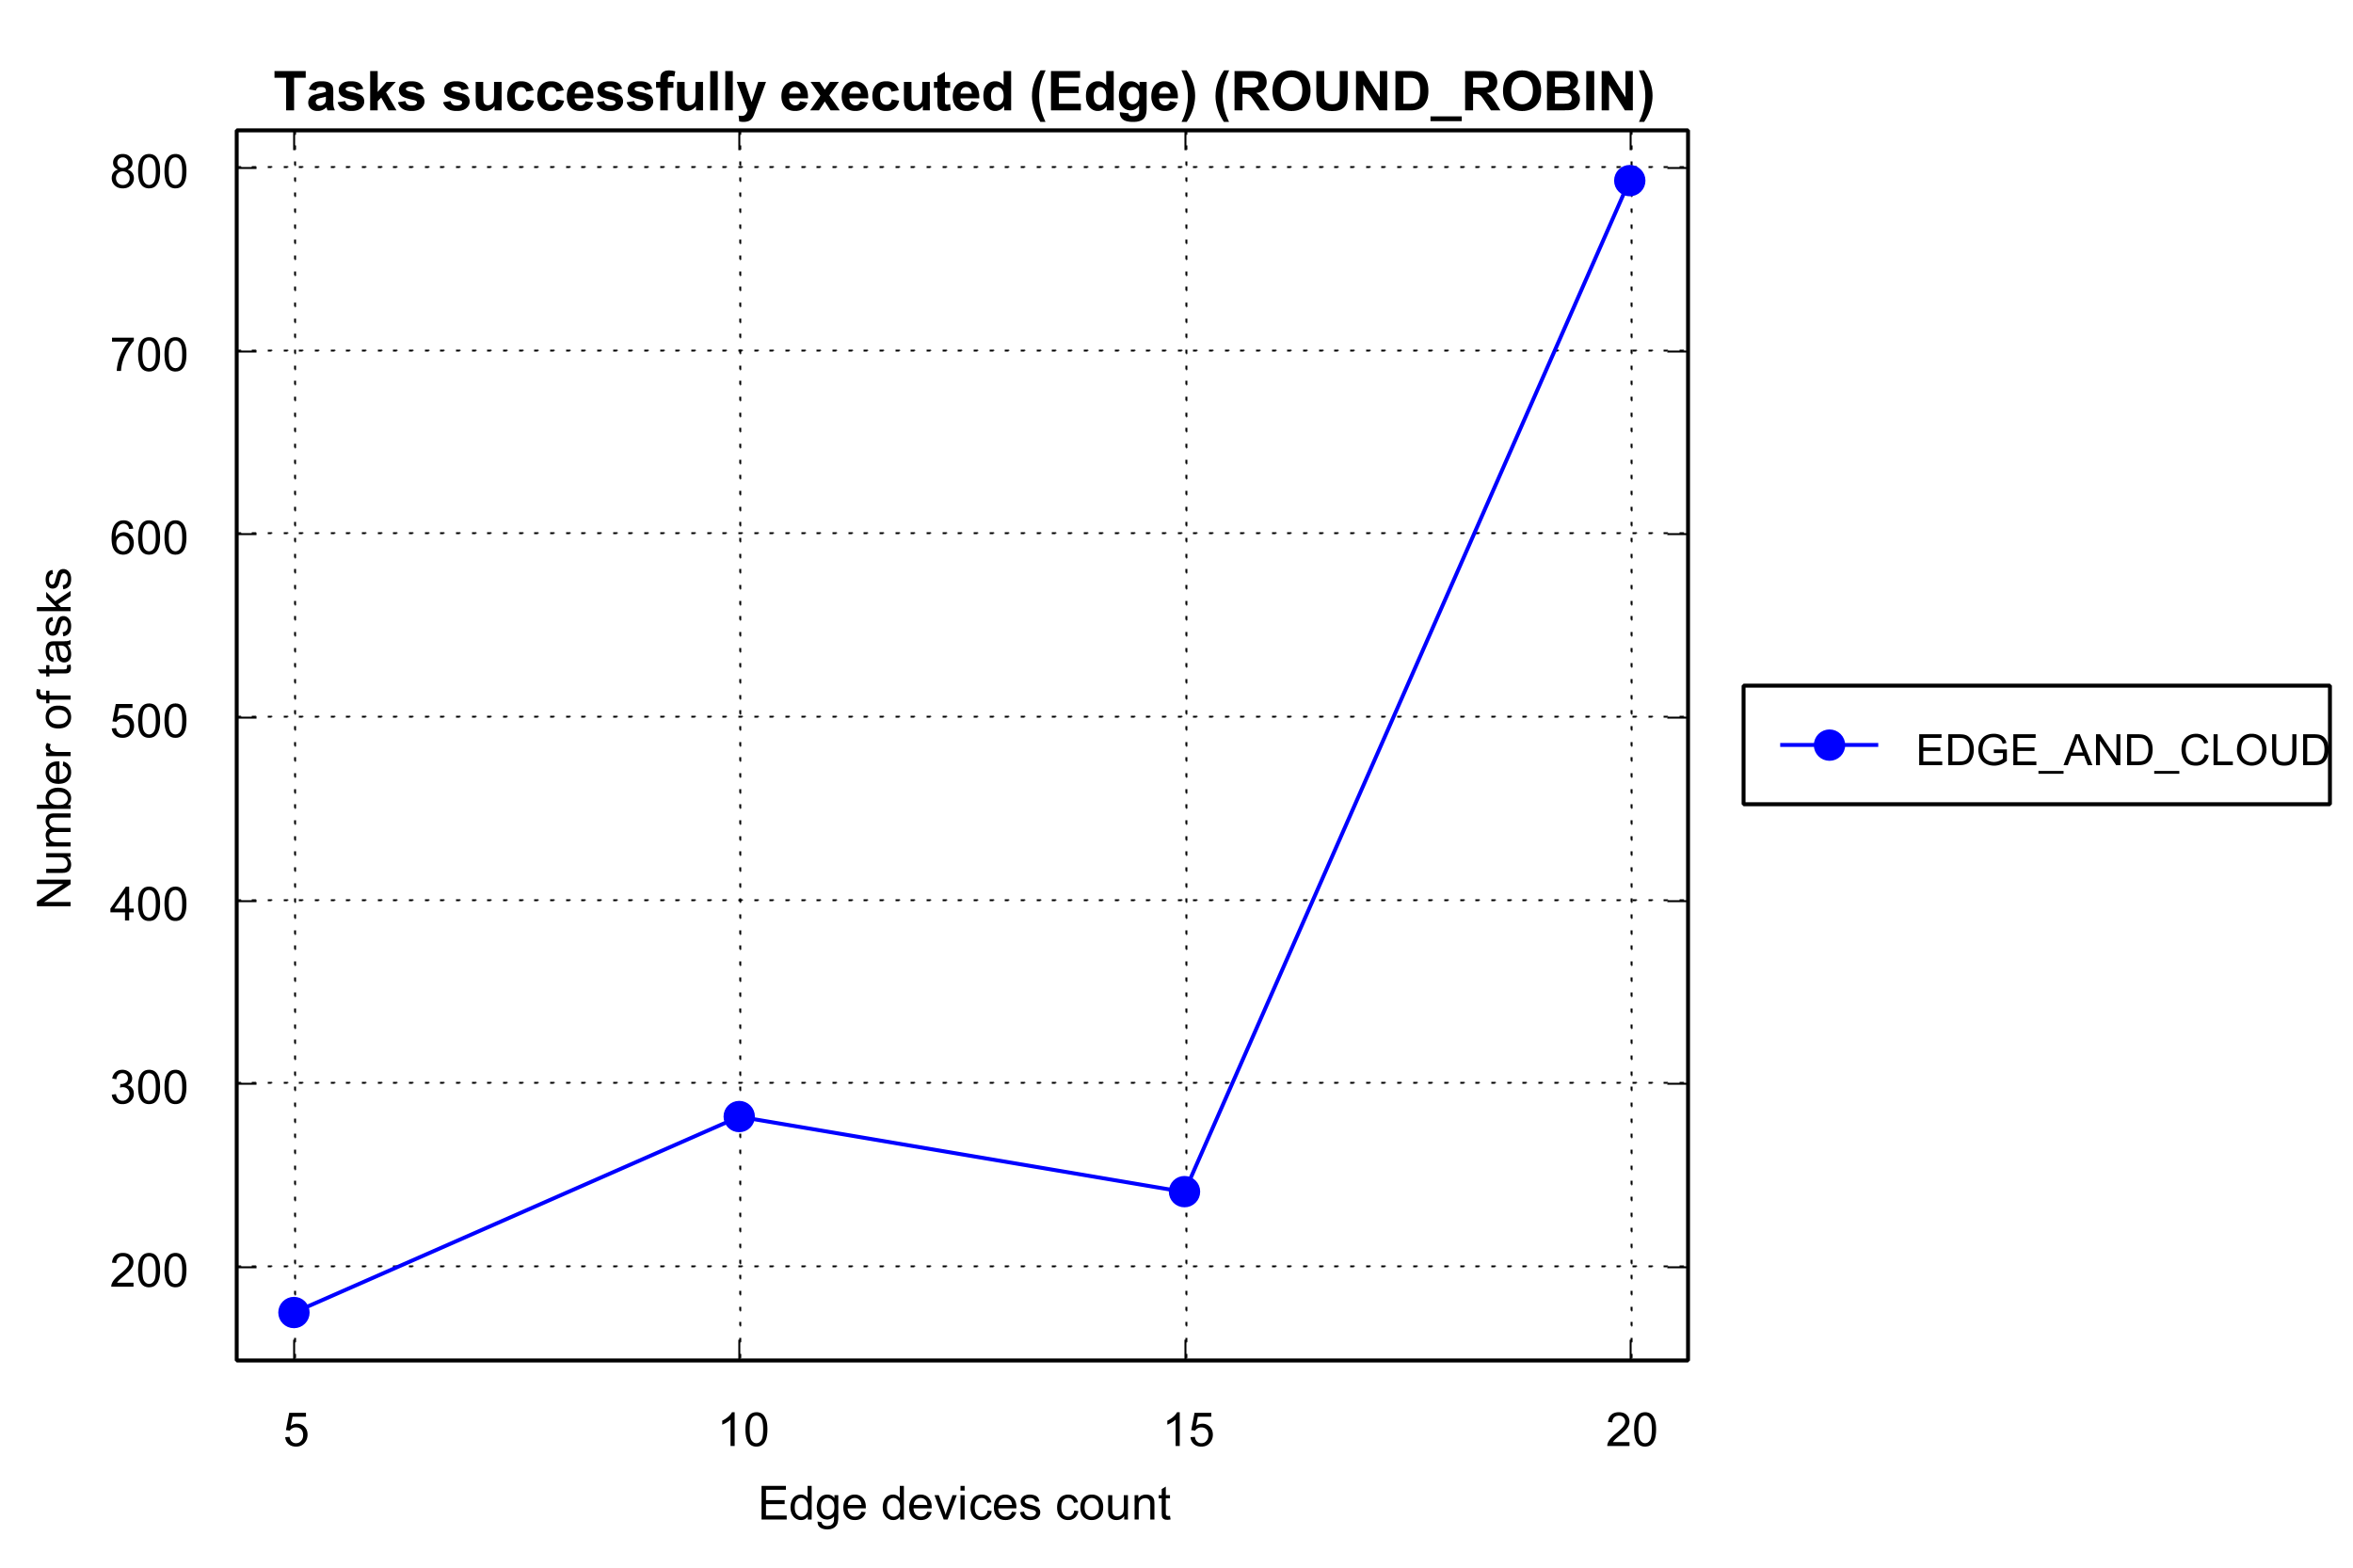 Tasks successfully executed (Edge)(ROUND_ROBIN)
800
700
600
500
400
300
200
Number of tasks
5 10 15 20
Edge devices count
EDGE_AND_CLOUD